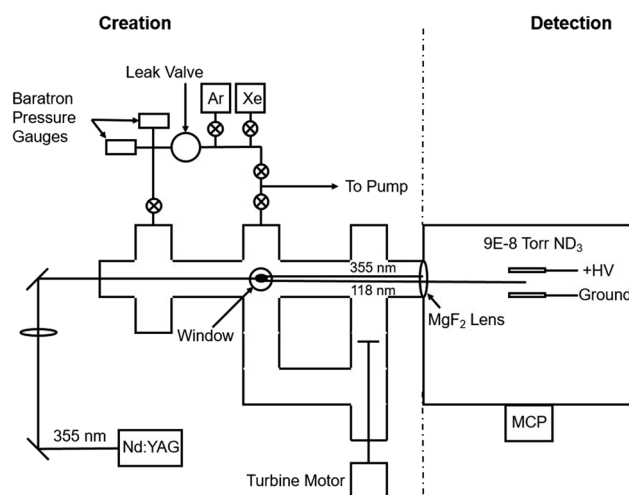 Creation
Detection
Leak Valve
Baratron
Pressure
Gauges
Ar
Xe
To Pump
355 nm
118 nm
9E-8 Torr ND₃
+HV
Ground
Window
MgF₂ Lens
MCP
355 nm
Nd:YAG
Turbine Motor